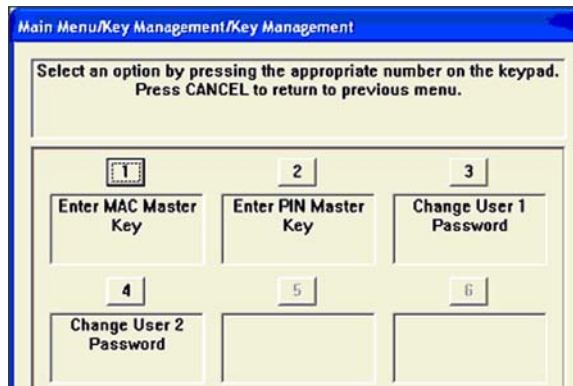 Main Menu/Key Management/Key Management
Select an option by pressing the appropriate number on the keypad.
Press CANCEL to return to previous menu.
1
2
3
Enter MAC Master
Key
Enter PIN Master
Key
Change User 1
Password
4
5
6
Change User 2
Password